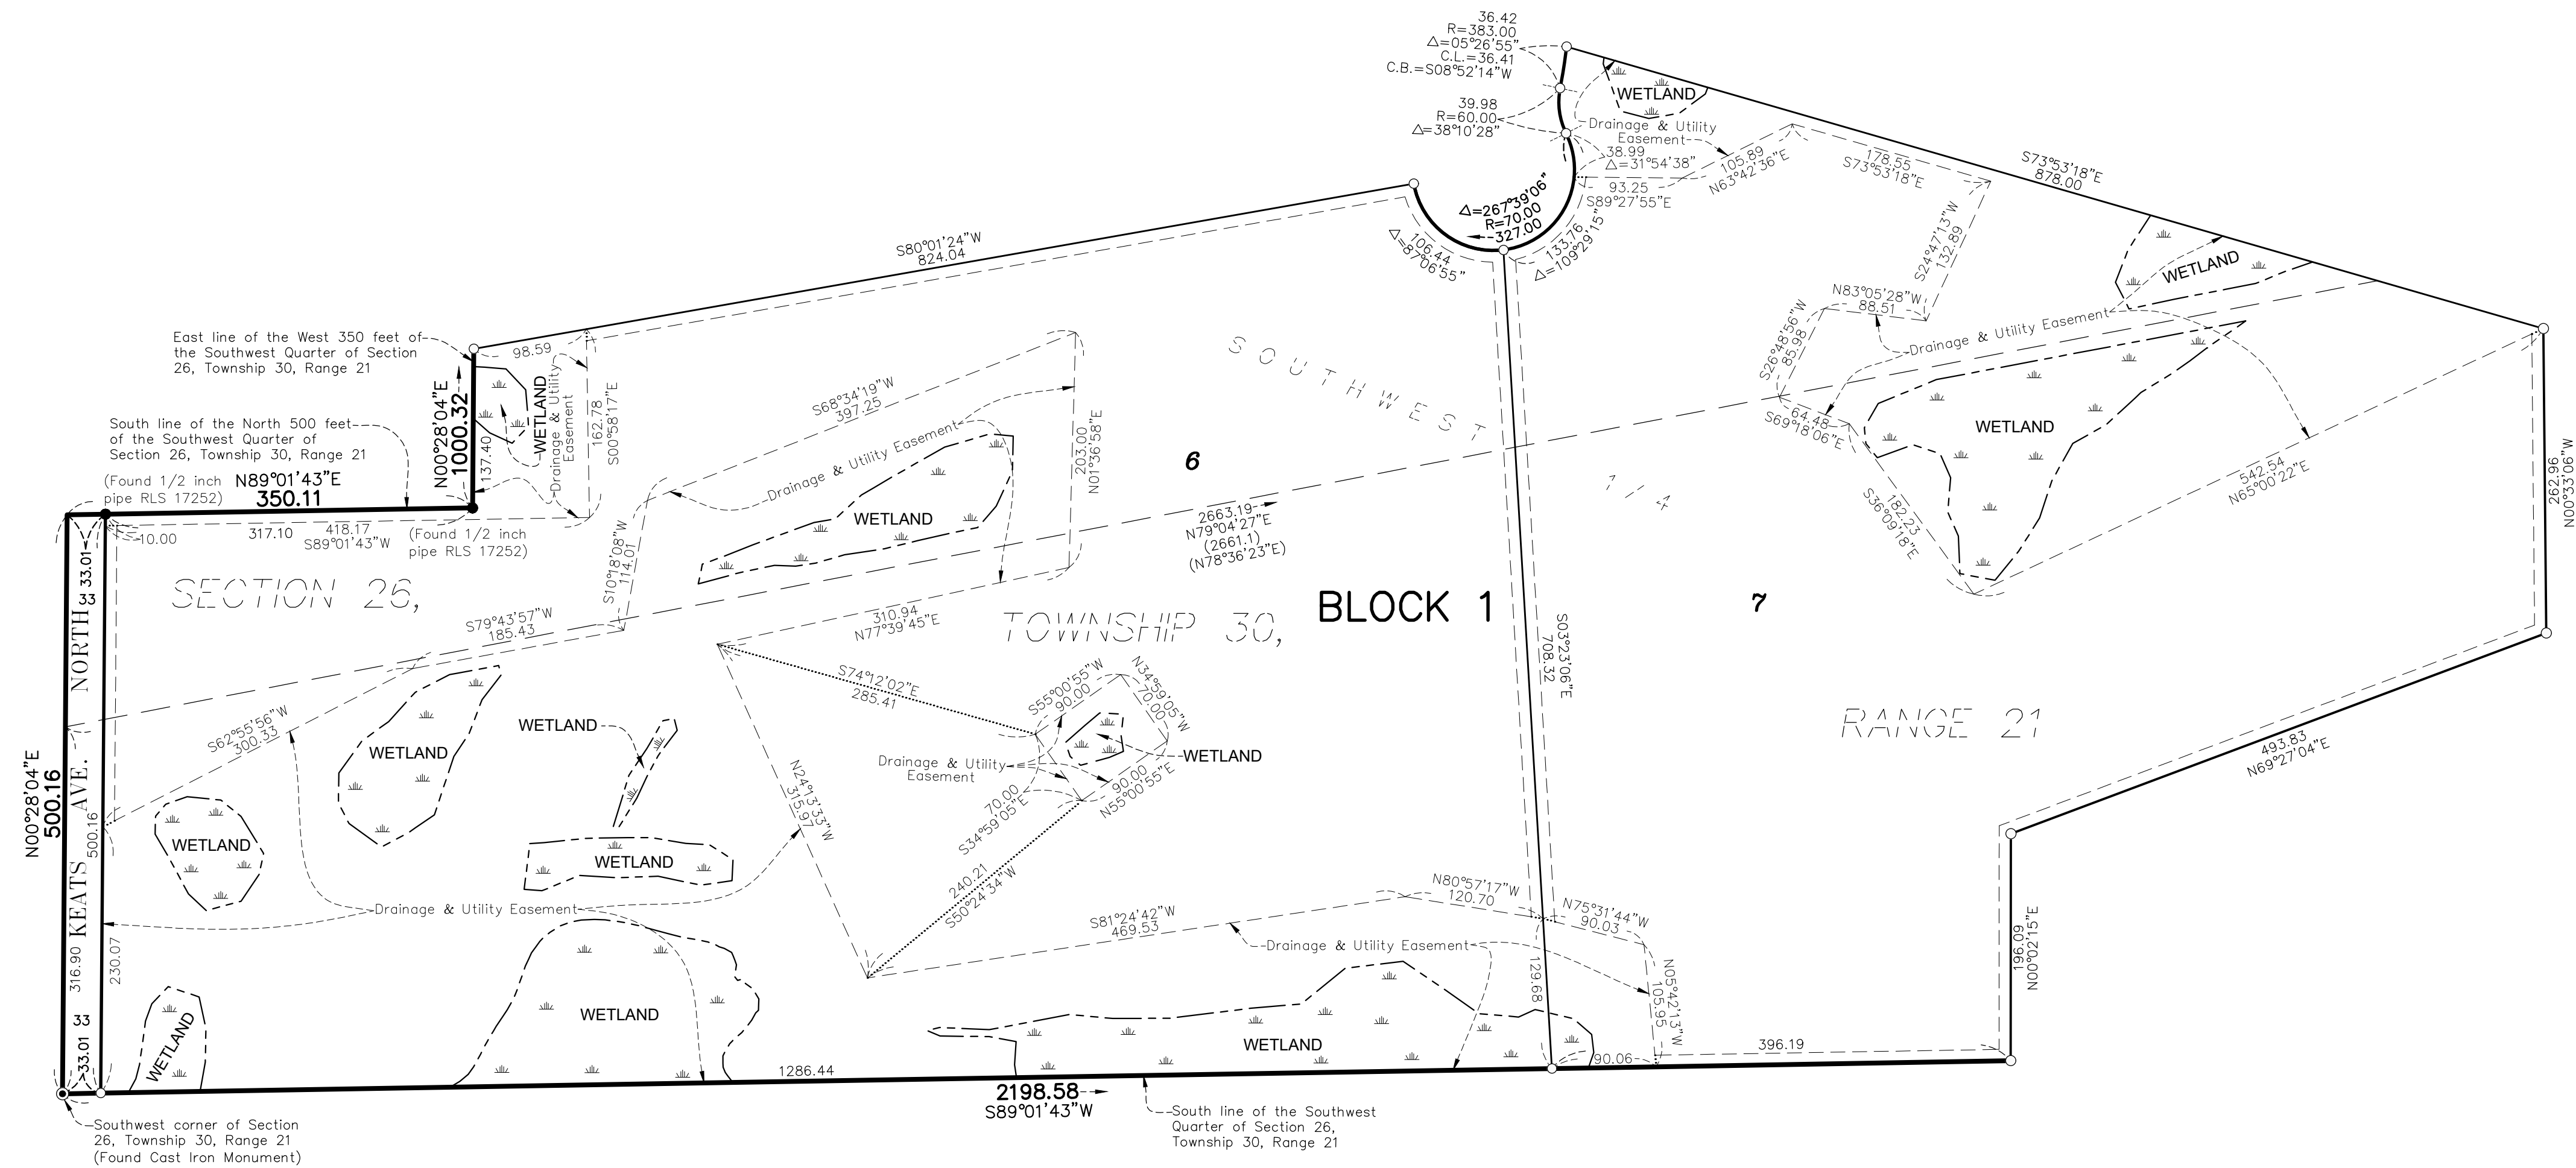 36.42
R=383.00
△=05°26'55"
C.L.=36.41
C.B.=S08°52'14"W
39.98
R=60.00
△=38°10'28"
WETLAND
Drainage & Utility
Easement
38.99
△=31°54'38"
105.89
N63°42'36"E
93.25
S89°27'55"E
178.55
S73°53'18"E
S73°53'18"E
878.00
△=267°39'06"
R=70.00
327.00
106.44
△=87°06'55"
133.76
△=109°29'15"
S80°01'24"W
824.04
S24°47'13"W
132.89
WETLAND
N83°05'28"W
88.51
S26°48'56"W
85.98
Drainage & Utility Easement
64.48
S69°18'06"E
WETLAND
182.23
S36°09'18"E
542.54
N65°00'22"E
262.96
N00°33'06"W
East line of the West 350 feet of
the Southwest Quarter of Section
26, Township 30, Range 21
98.59
WETLAND
Drainage & Utility
Easement
162.78
S00°58'17"E
N00°28'04"E
1000.32
137.40
South line of the North 500 feet
of the Southwest Quarter of
Section 26, Township 30, Range 21
(Found 1/2 inch
pipe RLS 17252)
N89°01'43"E
350.11
10.00
317.10
418.17
S89°01'43"W
(Found 1/2 inch
pipe RLS 17252)
S68°34'19"W
397.25
Drainage & Utility Easement
WETLAND
203.00
N01°36'58"E
SOUTHWEST
1/4
6
2663.19
N79°04'27"E
(2661.1)
(N78°36'23"E)
S10°18'08"W
114.01
310.94
N77°39'45"E
SECTION 26,
TOWNSHIP 30,
BLOCK 1
7
RANGE 21
S03°23'06"E
708.32
S79°43'57"W
185.43
S62°55'56"W
300.33
WETLAND
WETLAND
S74°12'02"E
285.41
S55°00'55"W
90.00
N34°59'05"W
70.00
WETLAND
Drainage & Utility
Easement
90.00
N55°00'55"E
70.00
S34°59'05"E
N24°13'33"W
315.97
240.21
S50°24'34"W
493.83
N69°27'04"E
33.01
33
KEATS AVE. NORTH
N00°28'04"E
500.16
500.16
316.90
230.07
33
33.01
WETLAND
WETLAND
Drainage & Utility Easement
WETLAND
WETLAND
S81°24'42"W
469.53
N80°57'17"W
120.70
N75°31'44"W
90.03
Drainage & Utility Easement
129.68
N05°42'13"W
105.95
196.09
N00°02'15"E
WETLAND
1286.44
90.06
396.19
2198.58
S89°01'43"W
Southwest corner of Section
26, Township 30, Range 21
(Found Cast Iron Monument)
South line of the Southwest
Quarter of Section 26,
Township 30, Range 21